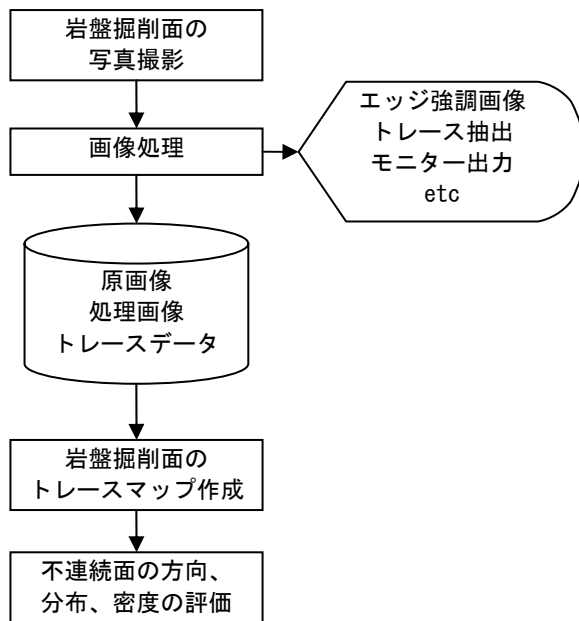 岩盤掘削面の
写真撮影
画像処理
エッジ強調画像
トレース抽出
モニター出力
etc
原画像
処理画像
トレースデータ
岩盤掘削面の
トレースマップ作成
不連続面の方向、
分布、密度の評価